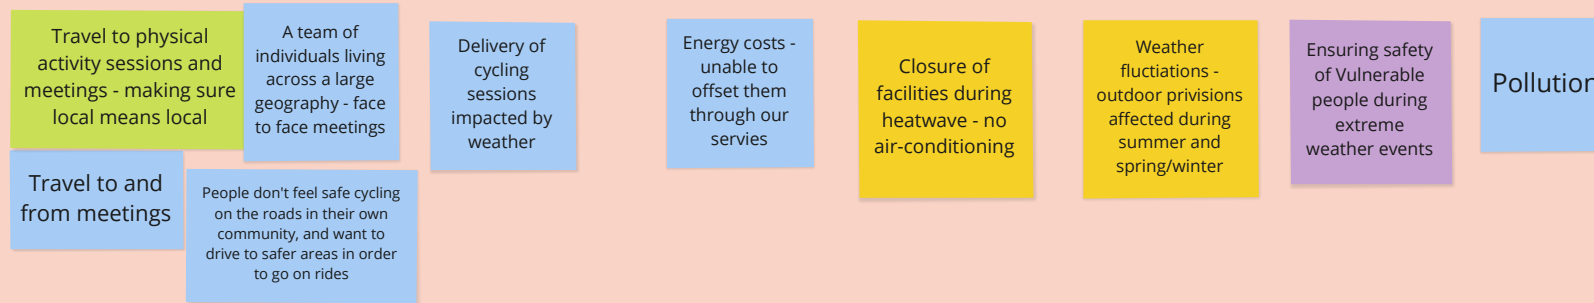 Travel to physical
activity sessions and
meetings - making sure
local means local
A team of
individuals living
across a large
geography - face
to face meetings
Delivery of
cycling
sessions
impacted by
weather
Energy costs -
unable to
offset them
through our
servies
Closure of
facilities during
heatwave - no
air-conditioning
Weather
fluctiations -
outdoor privisions
affected during
summer and
spring/winter
Ensuring safety
of Vulnerable
people during
extreme
weather events
Pollution
Travel to and
from meetings
People don't feel safe cycling
on the roads in their own
community, and want to
drive to safer areas in order
to go on rides